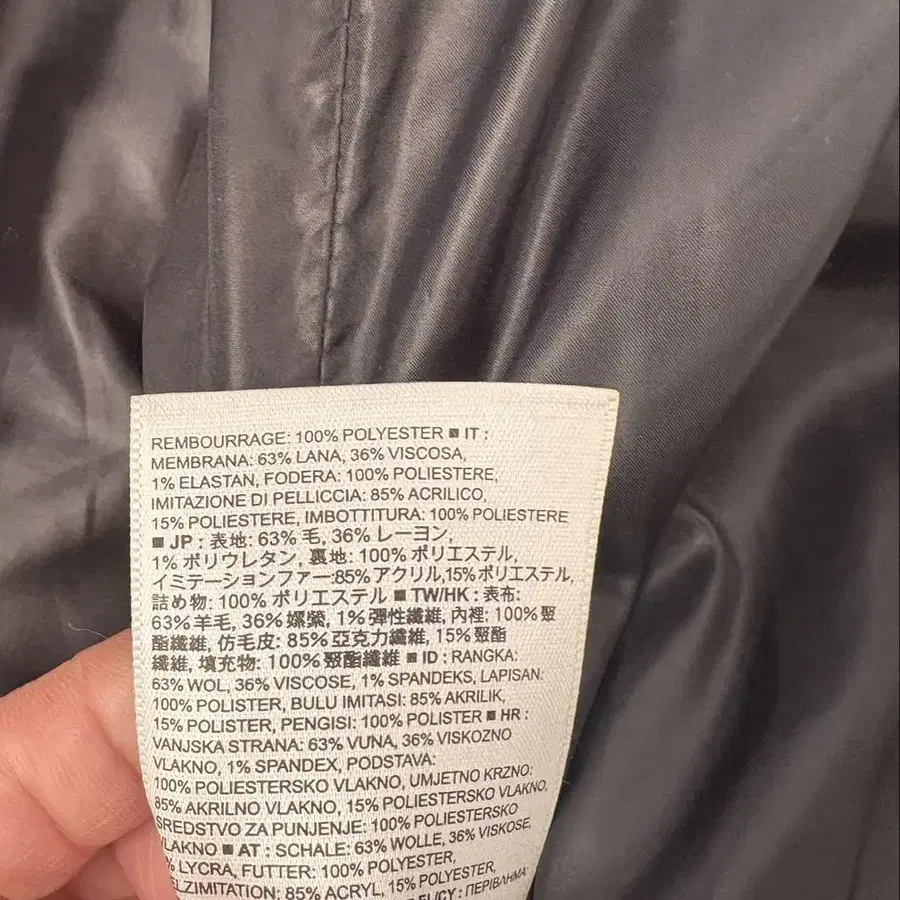 REMBOURRAGE: 100% POLYESTER ■ IT :
MEMBRANA: 63% LANA, 36% VISCOSA,
1% ELASTAN, FODERA: 100% POLIESTERE,
IMITAZIONE DI PELLICCIA: 85% ACRILICO,
15% POLIESTERE, IMBOTTITURA: 100% POLIESTERE
■ JP : 表地: 63% 毛, 36% レーヨン,
1% ポリウレタン, 裏地: 100% ポリエステル,
イミテーションファー:85% アクリル,15% ポリエステル,
詰め物: 100% ポリエステル ■ TW/HK : 表布:
63% 羊毛, 36% 嫘縈, 1% 彈性纖維, 內裡: 100% 聚
酯纖維, 仿毛皮: 85% 亞克力纖維, 15% 聚酯
纖維, 填充物: 100% 聚酯纖維 ■ ID : RANGKA:
63% WOL, 36% VISCOSE, 1% SPANDEKS, LAPISAN:
100% POLISTER, BULU IMITASI: 85% AKRILIK,
15% POLISTER, PENGISI: 100% POLISTER ■ HR :
VANJSKA STRANA: 63% VUNA, 36% VISKOZNO
VLAKNO, 1% SPANDEX, PODSTAVA:
100% POLIESTERSKO VLAKNO, UMJETNO KRZNO:
85% AKRILNO VLAKNO, 15% POLIESTERSKO VLAKNO,
SREDSTVO ZA PUNJENJE: 100% POLIESTERSKO
VLAKNO ■ AT : SCHALE: 63% WOLLE, 36% VISKOSE,
% LYCRA, FUTTER: 100% POLYESTER,
ELZIMITATION: 85% ACRYL, 15% POLYESTER,
EL/CY : ΠΕΡΙΒΛΗΜΑ: